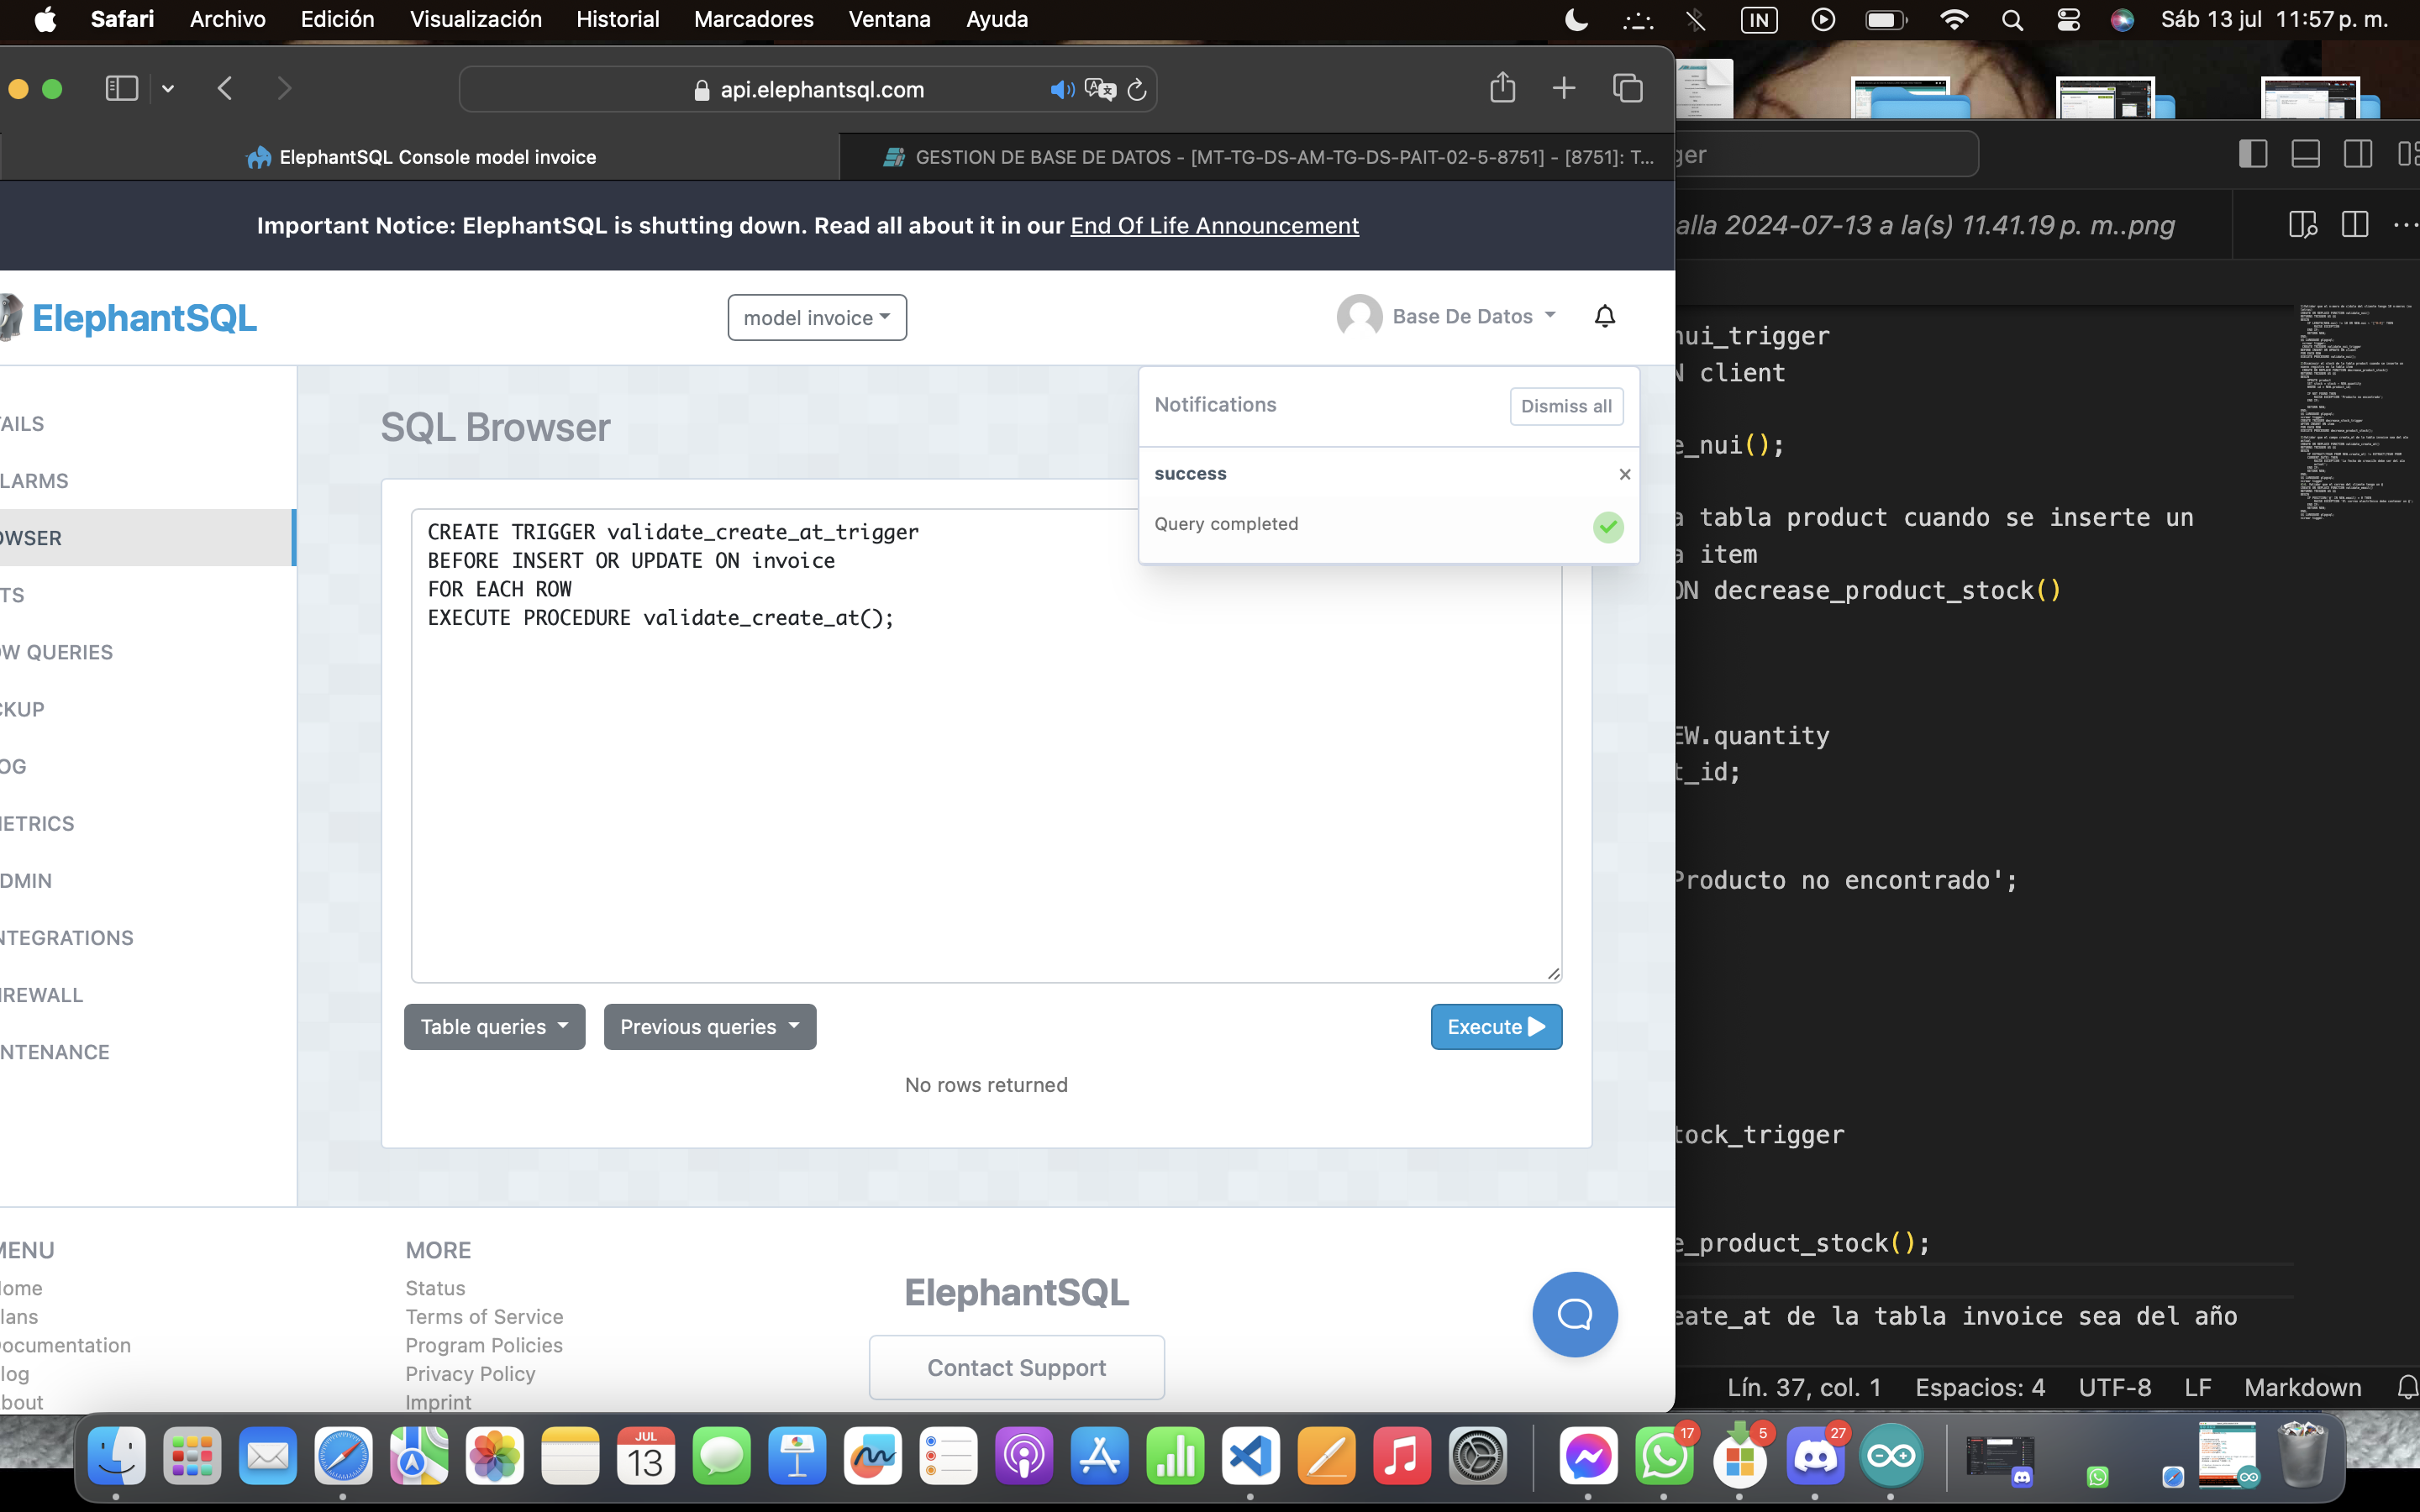 Safari Archivo Edición Visualización Historial Marcadores Ventana Ayuda
IN
Sáb 13 jul 11:57 p. m.
api.elephantsql.com
ElephantSQL Console model invoice
GESTION DE BASE DE DATOS - [MT-TG-DS-AM-TG-DS-PAIT-02-5-8751] - [8751]: T...
Important Notice: ElephantSQL is shutting down. Read all about it in our End Of Life Announcement
ElephantSQL
model invoice
Base De Datos
Notifications
Dismiss all
success
×
Query completed
AILS
LARMS
OWSER
TS
OW QUERIES
CKUP
OG
METRICS
DMIN
NTEGRATIONS
IREWALL
NTENANCE
SQL Browser
CREATE TRIGGER validate_create_at_trigger
BEFORE INSERT OR UPDATE ON invoice
FOR EACH ROW
EXECUTE PROCEDURE validate_create_at();
Table queries
Previous queries
Execute
No rows returned
MENU
ome
lans
ocumentation
log
bout
MORE
Status
Terms of Service
Program Policies
Privacy Policy
Imprint
ElephantSQL
Contact Support
ger
alla 2024-07-13 a la(s) 11.41.19 p. m..png
nui_trigger
N client
e_nui();
a tabla product cuando se inserte un
a item
ON decrease_product_stock()
EW.quantity
t_id;
Producto no encontrado';
tock_trigger
e_product_stock();
eate_at de la tabla invoice sea del año
Lín. 37, col. 1 Espacios: 4 UTF-8 LF Markdown
JUL
13
17
5
27